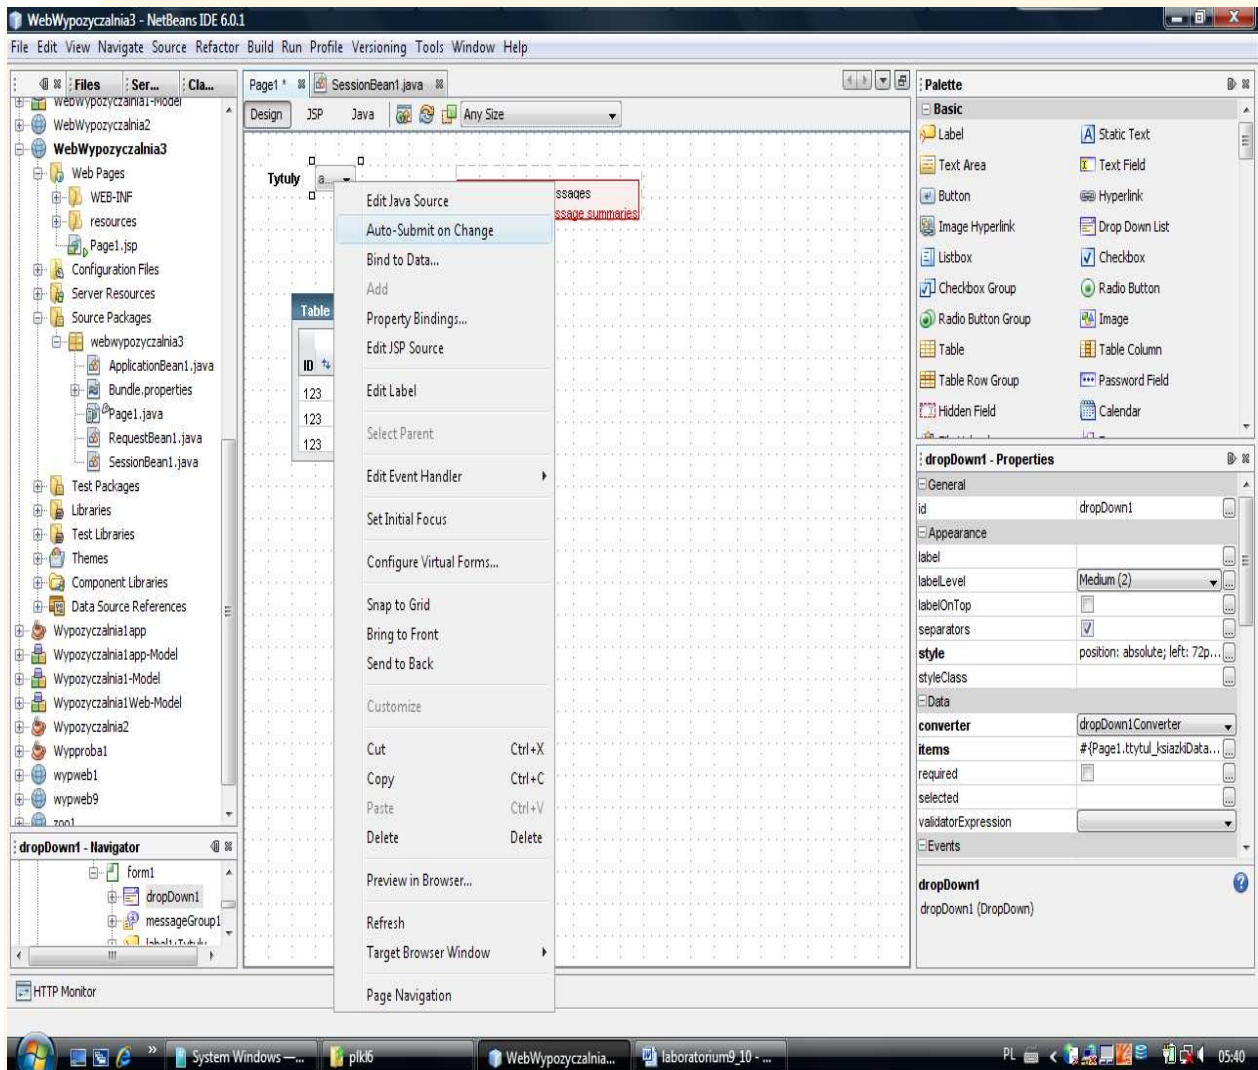 WebWypozyczalnia3 - NetBeans IDE 6.0.1
File Edit View Navigate Source Refactor Build Run Profile Versioning Tools Window Help
Files Ser... Cla...
WebWypozyczalnia1-Model
WebWypozyczalnia2
WebWypozyczalnia3
Web Pages
WEB-INF
resources
Page1.jsp
Configuration Files
Server Resources
Source Packages
webwypozyczalnia3
ApplicationBean1.java
Bundle.properties
Page1.java
RequestBean1.java
SessionBean1.java
Test Packages
Libraries
Test Libraries
Themes
Component Libraries
Data Source References
Wypozyczalnia1app
Wypozyczalnia1app-Model
Wypozyczalnia1-Model
Wypozyczalnia1Web-Model
Wypozyczalnia2
Wypproba1
wypweb1
wypweb9
zoo1
dropDown1 - Navigator
form1
dropDown1
messageGroup1
label1:Tytuly
HTTP Monitor
Page1 * SessionBean1.java
Design JSP Java Any Size
Tytuly a...
ssages
ssage summaries
Table
ID
123
123
123
Edit Java Source
Auto-Submit on Change
Bind to Data...
Add
Property Bindings...
Edit JSP Source
Edit Label
Select Parent
Edit Event Handler
Set Initial Focus
Configure Virtual Forms...
Snap to Grid
Bring to Front
Send to Back
Customize
Cut Ctrl+X
Copy Ctrl+C
Paste Ctrl+V
Delete Delete
Preview in Browser...
Refresh
Target Browser Window
Page Navigation
Palette
Basic
Label Static Text
Text Area Text Field
Button Hyperlink
Image Hyperlink Drop Down List
Listbox Checkbox
Checkbox Group Radio Button
Radio Button Group Image
Table Table Column
Table Row Group Password Field
Hidden Field Calendar
dropDown1 - Properties
General
id dropDown1
Appearance
label
labelLevel Medium (2)
labelOnTop
separators
style position: absolute; left: 72p...
styleClass
Data
converter dropDown1Converter
items #{Page1.ttytul_ksiazkiData...
required
selected
validatorExpression
Events
dropDown1
dropDown1 (DropDown)
System Windows —... plkl6 WebWypozyczalnia... laboratorium9_10 - ... PL 05:40